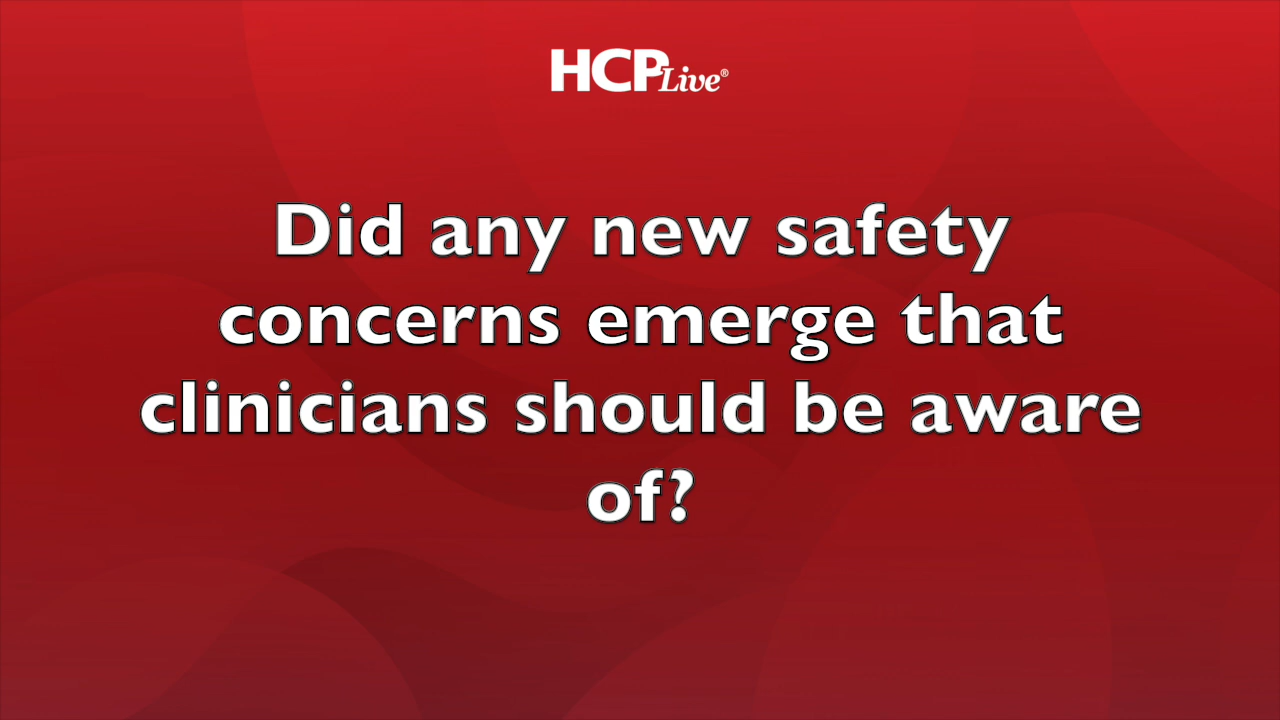 HCPLive®
Did any new safety
concerns emerge that
clinicians should be aware
of?